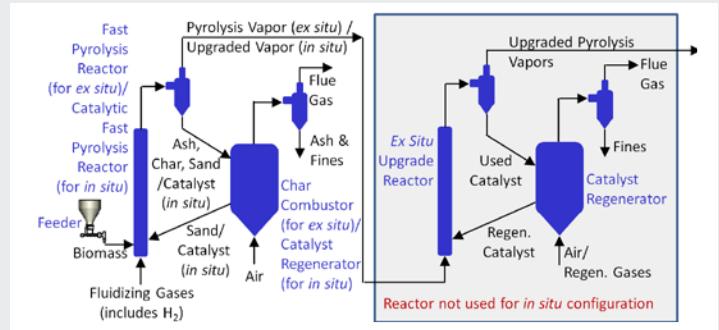 Fast
Pyrolysis
Reactor
(for ex situ)/
Catalytic
Fast
Pyrolysis
Reactor
(for in situ)
Pyrolysis Vapor (ex situ) /
Upgraded Vapor (in situ)
Flue
Gas
Ash &
Fines
Ash,
Char, Sand
/Catalyst
(in situ)
Char
Combustor
(for ex situ)/
Catalyst
Regenerator
(for in situ)
Feeder
Biomass
Sand/
Catalyst
(in situ)
Air
Fluidizing Gases
(includes H₂)
Upgraded Pyrolysis
Vapors
Flue
Gas
Fines
Ex Situ
Upgrade
Reactor
Used
Catalyst
Catalyst
Regenerator
Regen.
Catalyst
Air/
Regen. Gases
Reactor not used for in situ configuration